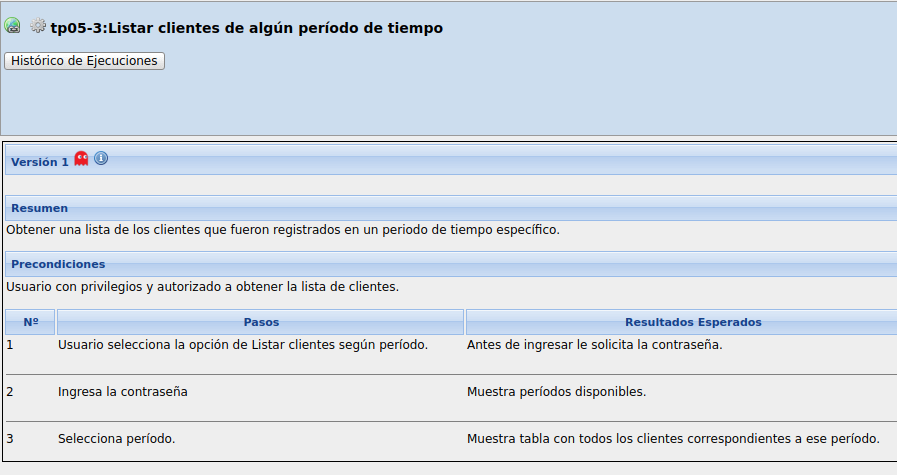 tp05-3:Listar clientes de algún período de tiempo
Histórico de Ejecuciones
Versión 1
Resumen
Obtener una lista de los clientes que fueron registrados en un periodo de tiempo específico.
Precondiciones
Usuario con privilegios y autorizado a obtener la lista de clientes.
Nº Pasos Resultados Esperados
1 Usuario selecciona la opción de Listar clientes según período. Antes de ingresar le solicita la contraseña.
2 Ingresa la contraseña Muestra períodos disponibles.
3 Selecciona período. Muestra tabla con todos los clientes correspondientes a ese período.